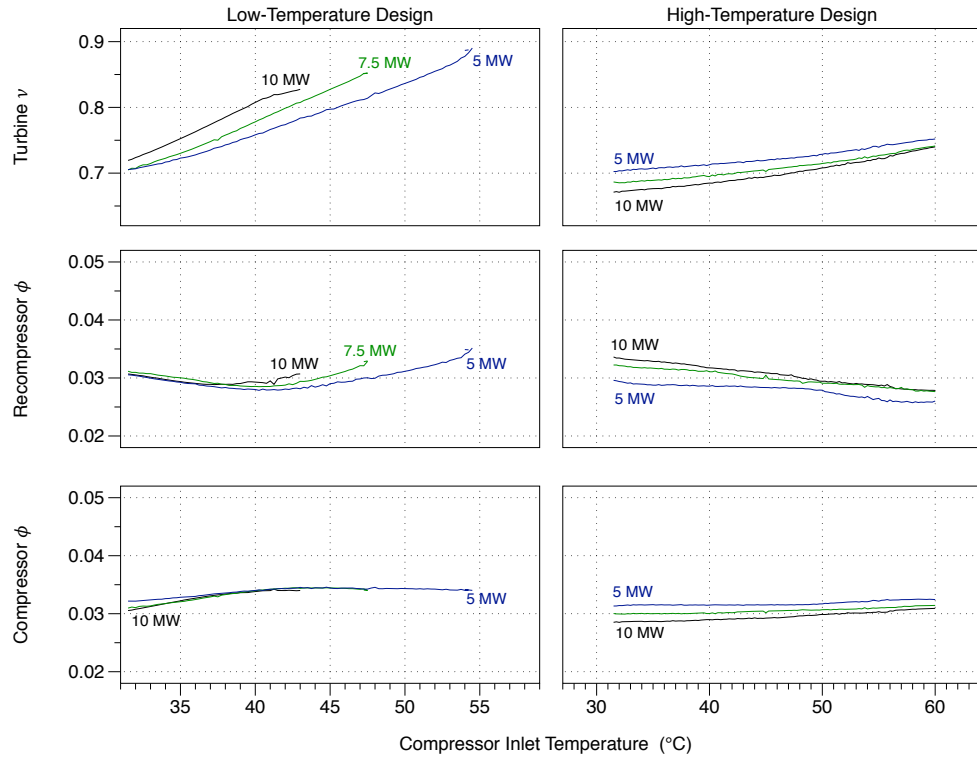 Low-Temperature Design
High-Temperature Design
Turbine ν
0.9
0.8
0.7
10 MW
7.5 MW
5 MW
5 MW
10 MW
Recompressor ϕ
0.05
0.04
0.03
0.02
10 MW
7.5 MW
5 MW
10 MW
5 MW
Compressor ϕ
0.05
0.04
0.03
0.02
10 MW
5 MW
5 MW
10 MW
35 40 45 50 55
30 40 50 60
Compressor Inlet Temperature (°C)